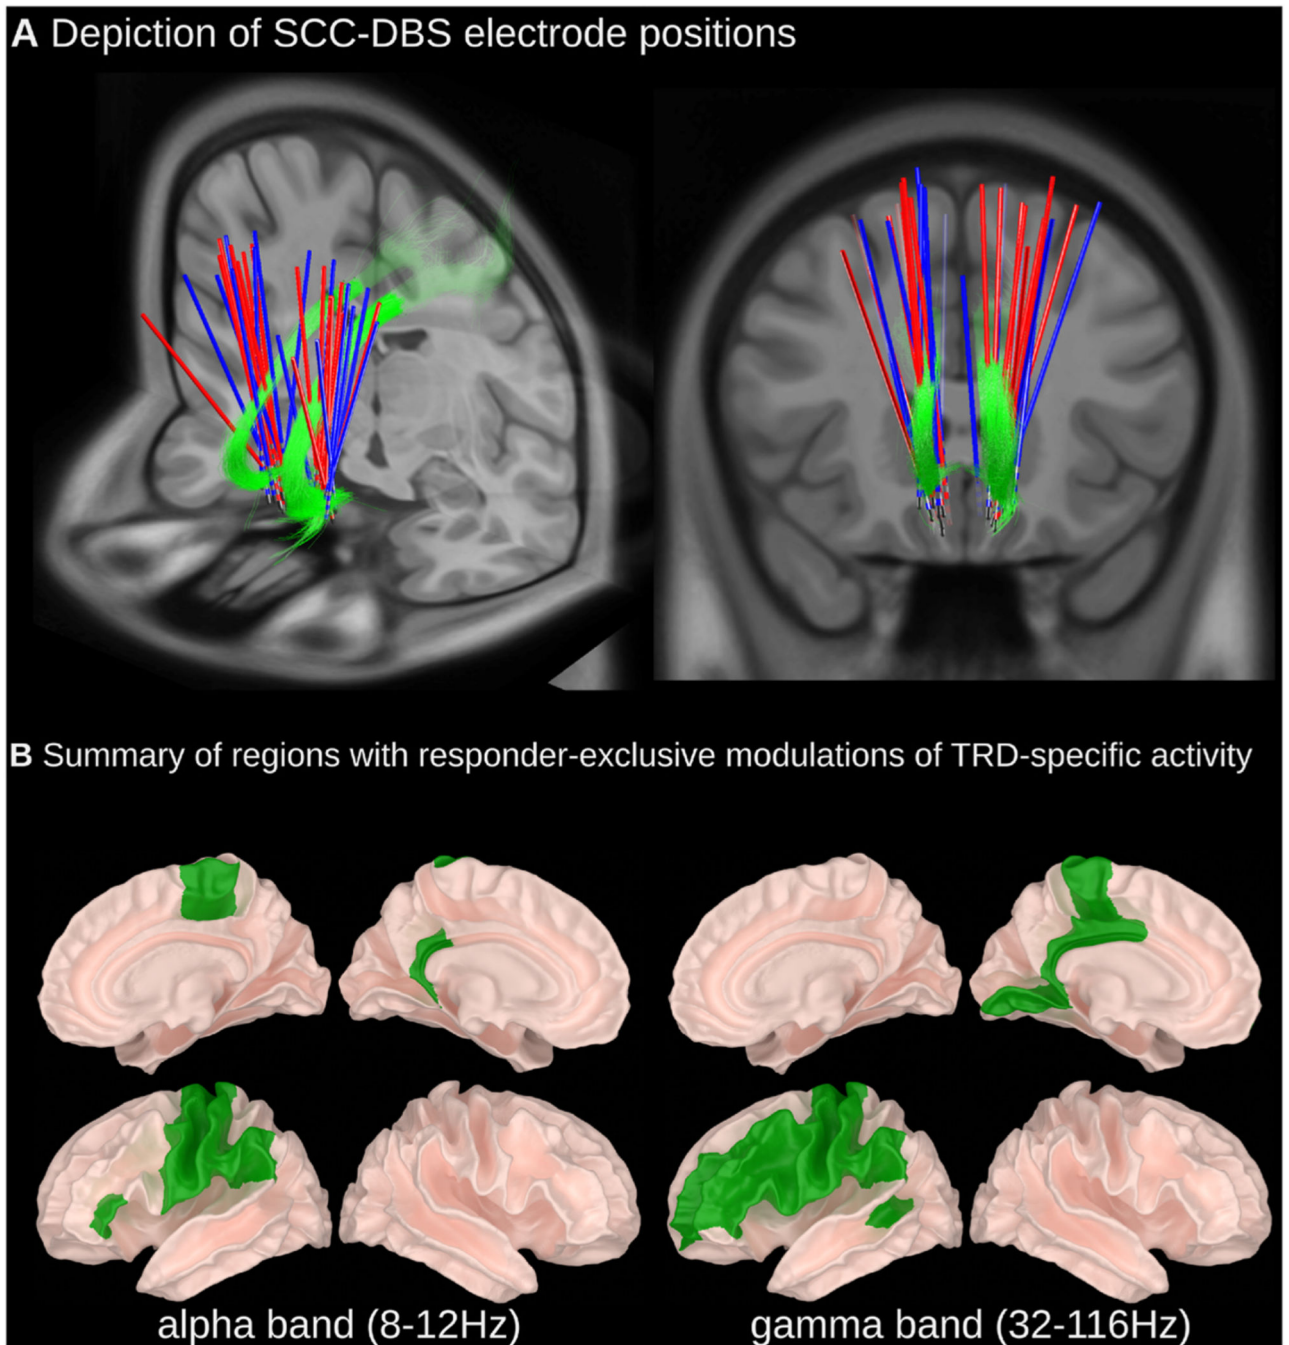 A Depiction of SCC-DBS electrode positions
B Summary of regions with responder-exclusive modulations of TRD-specific activity
alpha band (8-12Hz)
gamma band (32-116Hz)